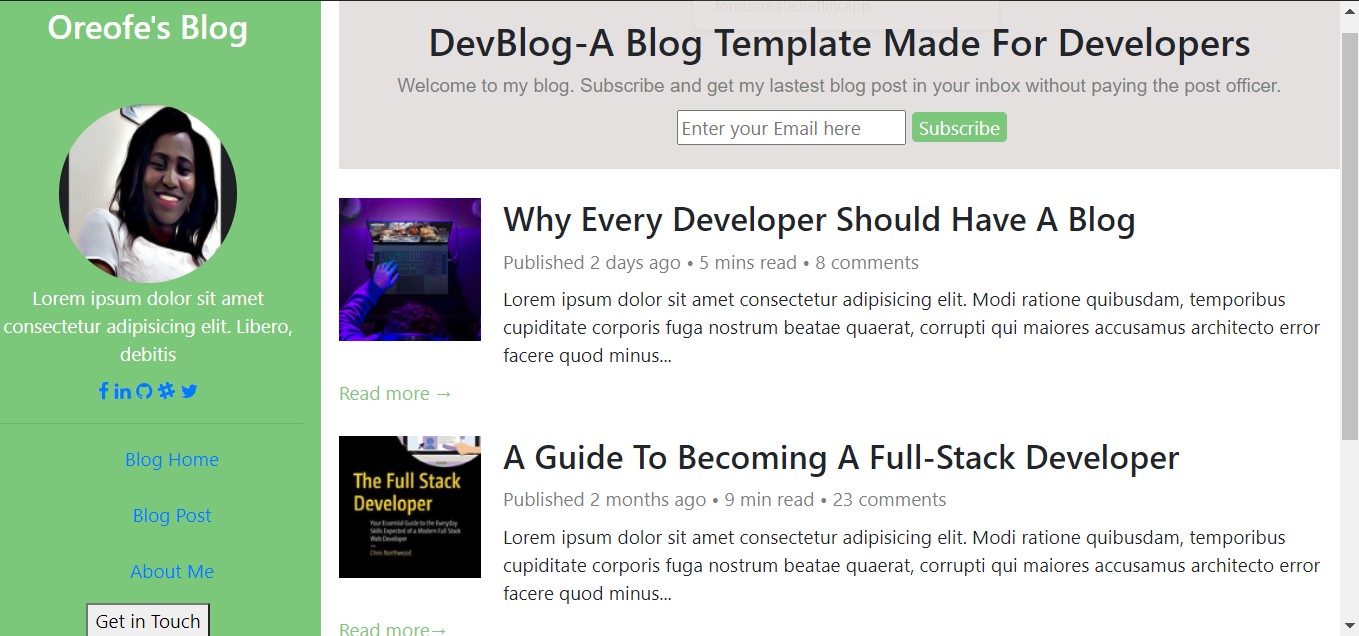 Oreofe's Blog
Lorem ipsum dolor sit amet
consectetur adipisicing elit. Libero,
debitis
Blog Home
Blog Post
About Me
Get in Touch
formscreate.netlify.app
DevBlog-A Blog Template Made For Developers
Welcome to my blog. Subscribe and get my lastest blog post in your inbox without paying the post officer.
Enter your Email here Subscribe
Why Every Developer Should Have A Blog
Published 2 days ago • 5 mins read • 8 comments
Lorem ipsum dolor sit amet consectetur adipisicing elit. Modi ratione quibusdam, temporibus
cupiditate corporis fuga nostrum beatae quaerat, corrupti qui maiores accusamus architecto error
facere quod minus...
Read more →
The Full Stack
Developer
Your Essential Guide to the Everyday
Skills Expected of a Modern Full Stack
Web Developer
Chris Northwood
A Guide To Becoming A Full-Stack Developer
Published 2 months ago • 9 min read • 23 comments
Lorem ipsum dolor sit amet consectetur adipisicing elit. Modi ratione quibusdam, temporibus
cupiditate corporis fuga nostrum beatae quaerat, corrupti qui maiores accusamus architecto error
facere quod minus...
Read more→